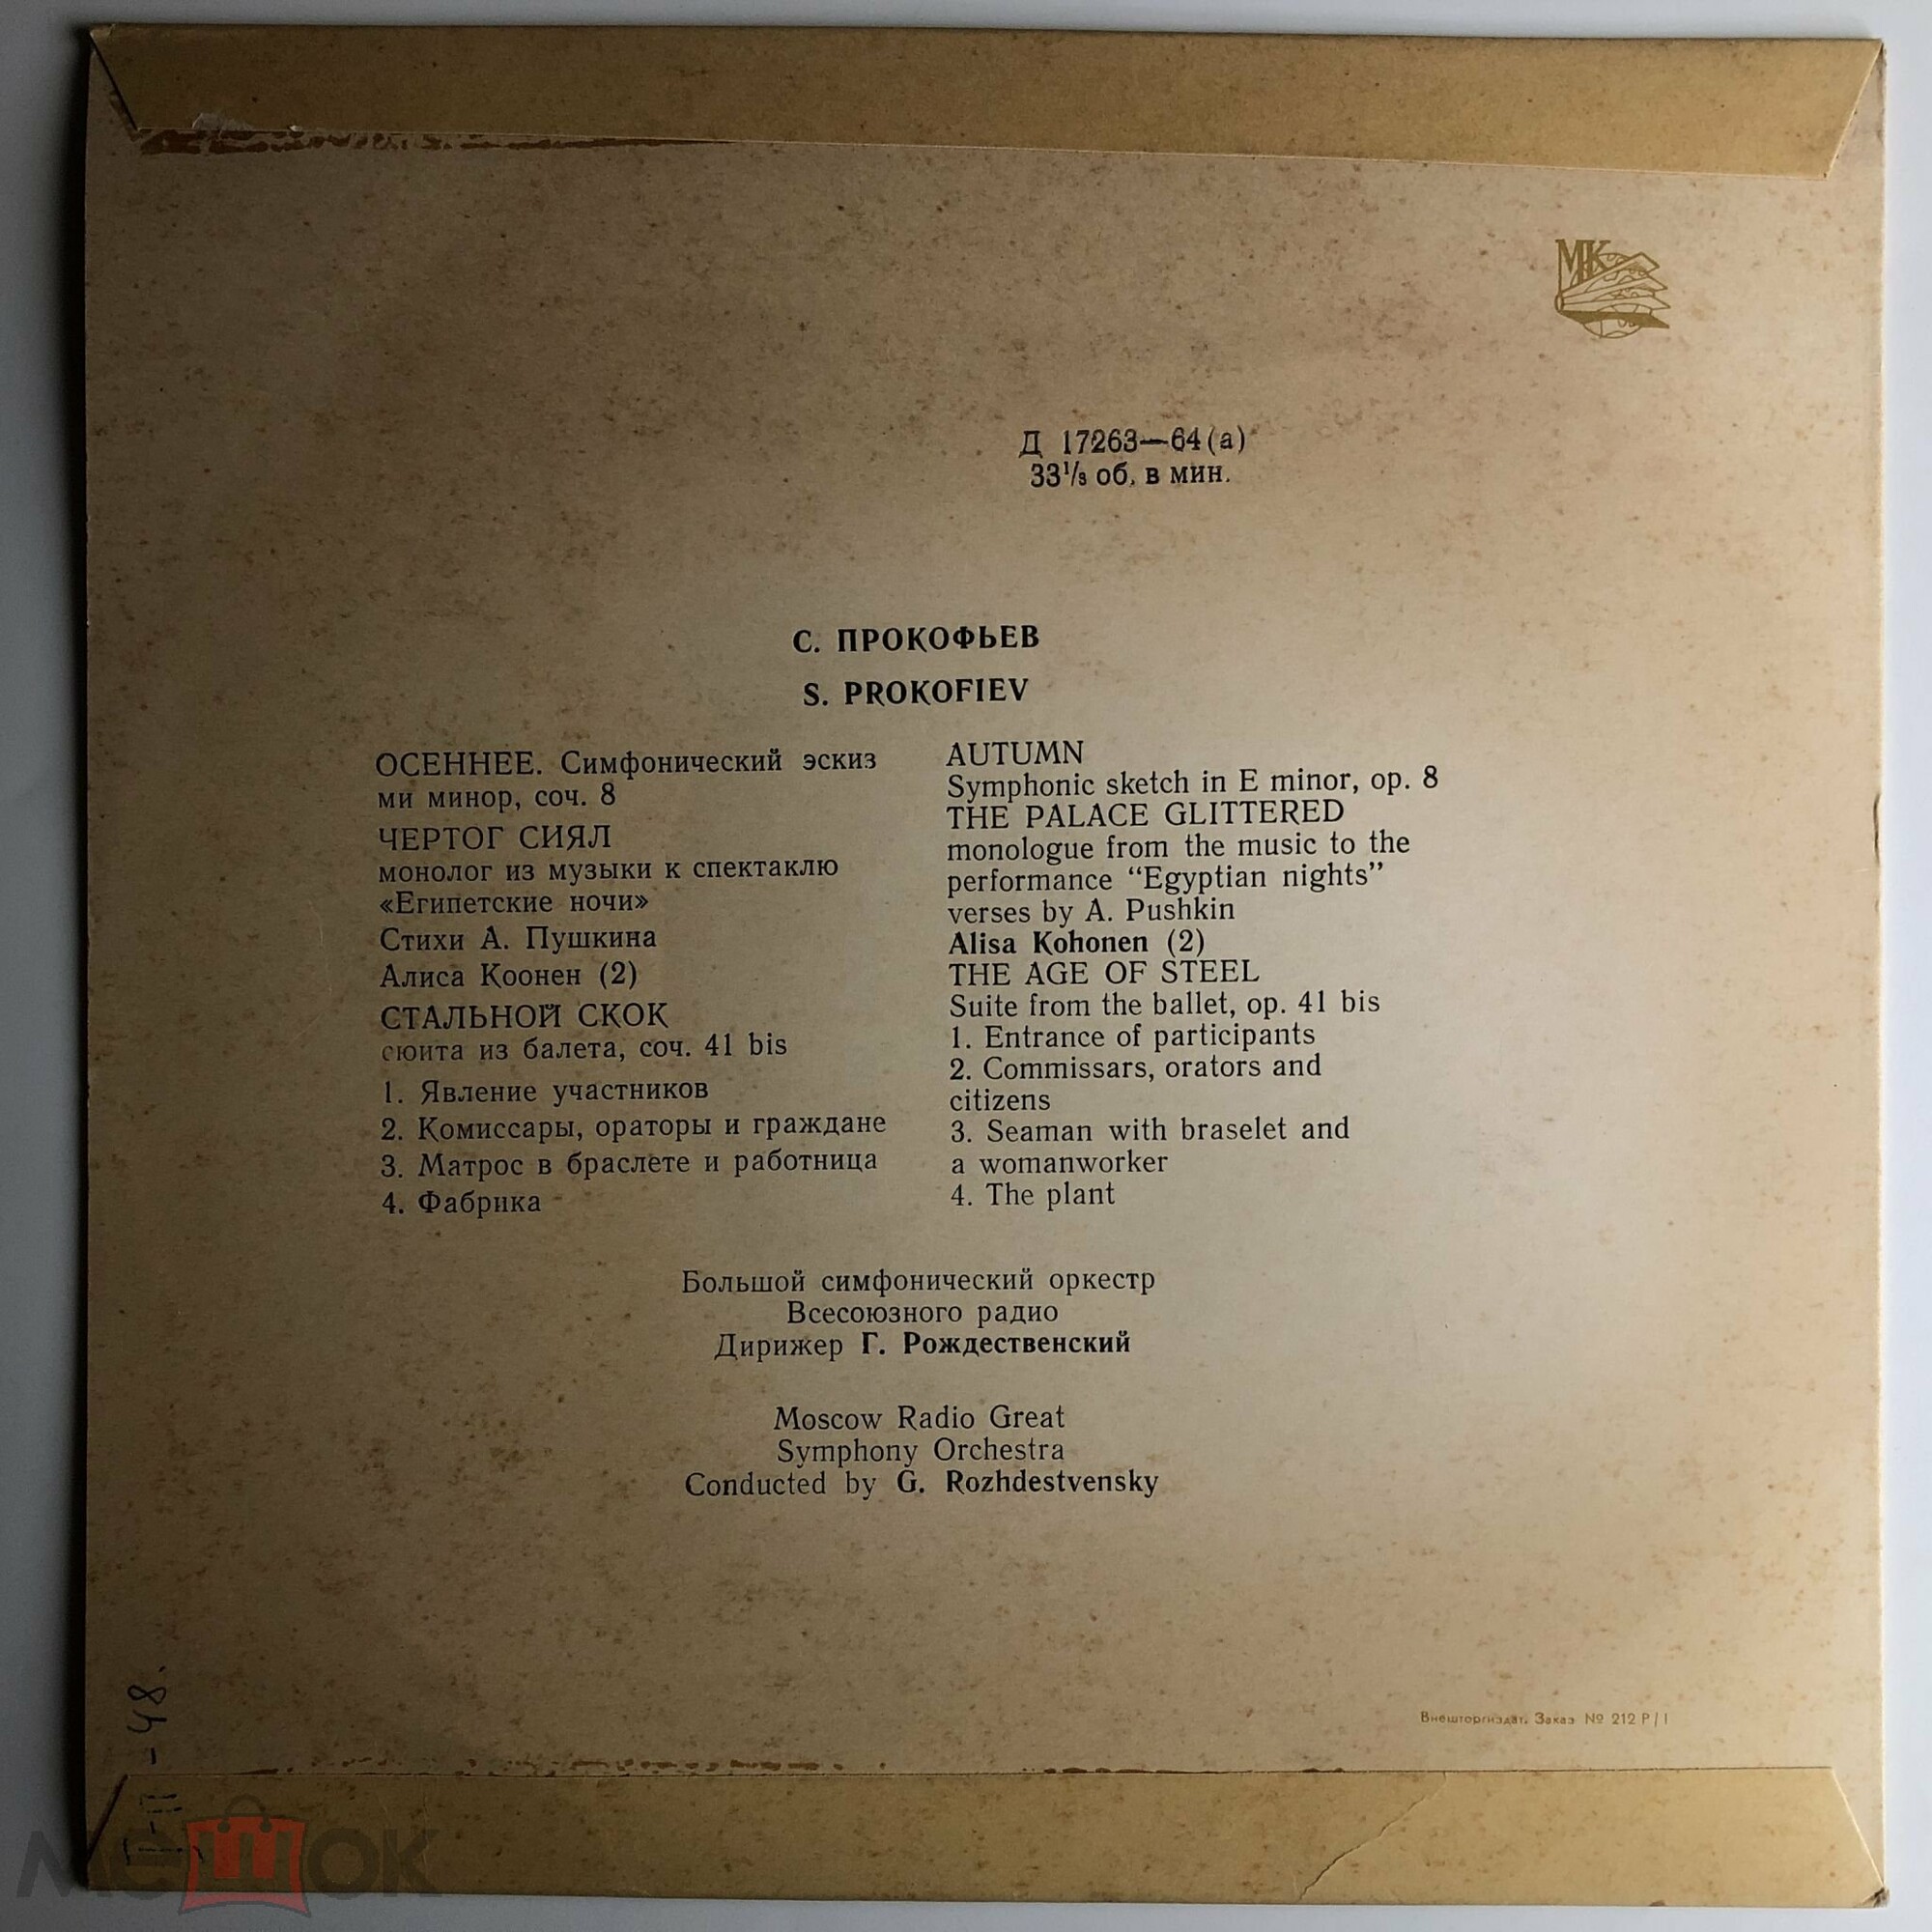 МК
Д 17263—64(а)
33⅓ об. в мин.
С. ПРОКОФЬЕВ
S. PROKOFIEV
ОСЕННЕЕ. Симфонический эскиз
ми минор, соч. 8
ЧЕРТОГ СИЯЛ
монолог из музыки к спектаклю
«Египетские ночи»
Стихи А. Пушкина
Алиса Коонен (2)
СТАЛЬНОЙ СКОК
сюита из балета, соч. 41 bis
1. Явление участников
2. Комиссары, ораторы и граждане
3. Матрос в браслете и работница
4. Фабрика
AUTUMN
Symphonic sketch in E minor, op. 8
THE PALACE GLITTERED
monologue from the music to the
performance “Egyptian nights”
verses by A. Pushkin
Alisa Kohonen (2)
THE AGE OF STEEL
Suite from the ballet, op. 41 bis
1. Entrance of participants
2. Commissars, orators and
citizens
3. Seaman with braselet and
a womanworker
4. The plant
Большой симфонический оркестр
Всесоюзного радио
Дирижер Г. Рождественский
Moscow Radio Great
Symphony Orchestra
Conducted by G. Rozhdestvensky
Внешторгиздат. Заказ № 212 Р/I
мешок